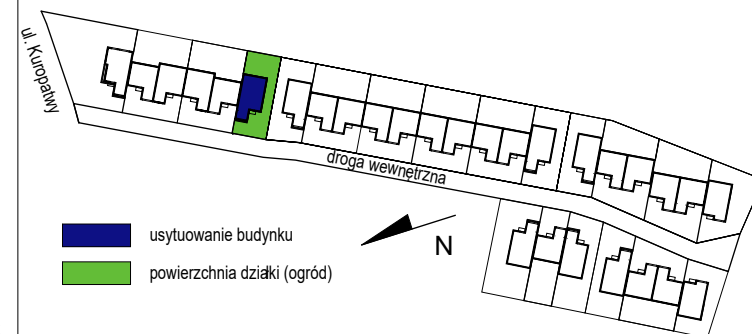 ul. Kuropatwy
droga wewnętrzna
usytuowanie budynku
N
powierzchnia działki (ogród)